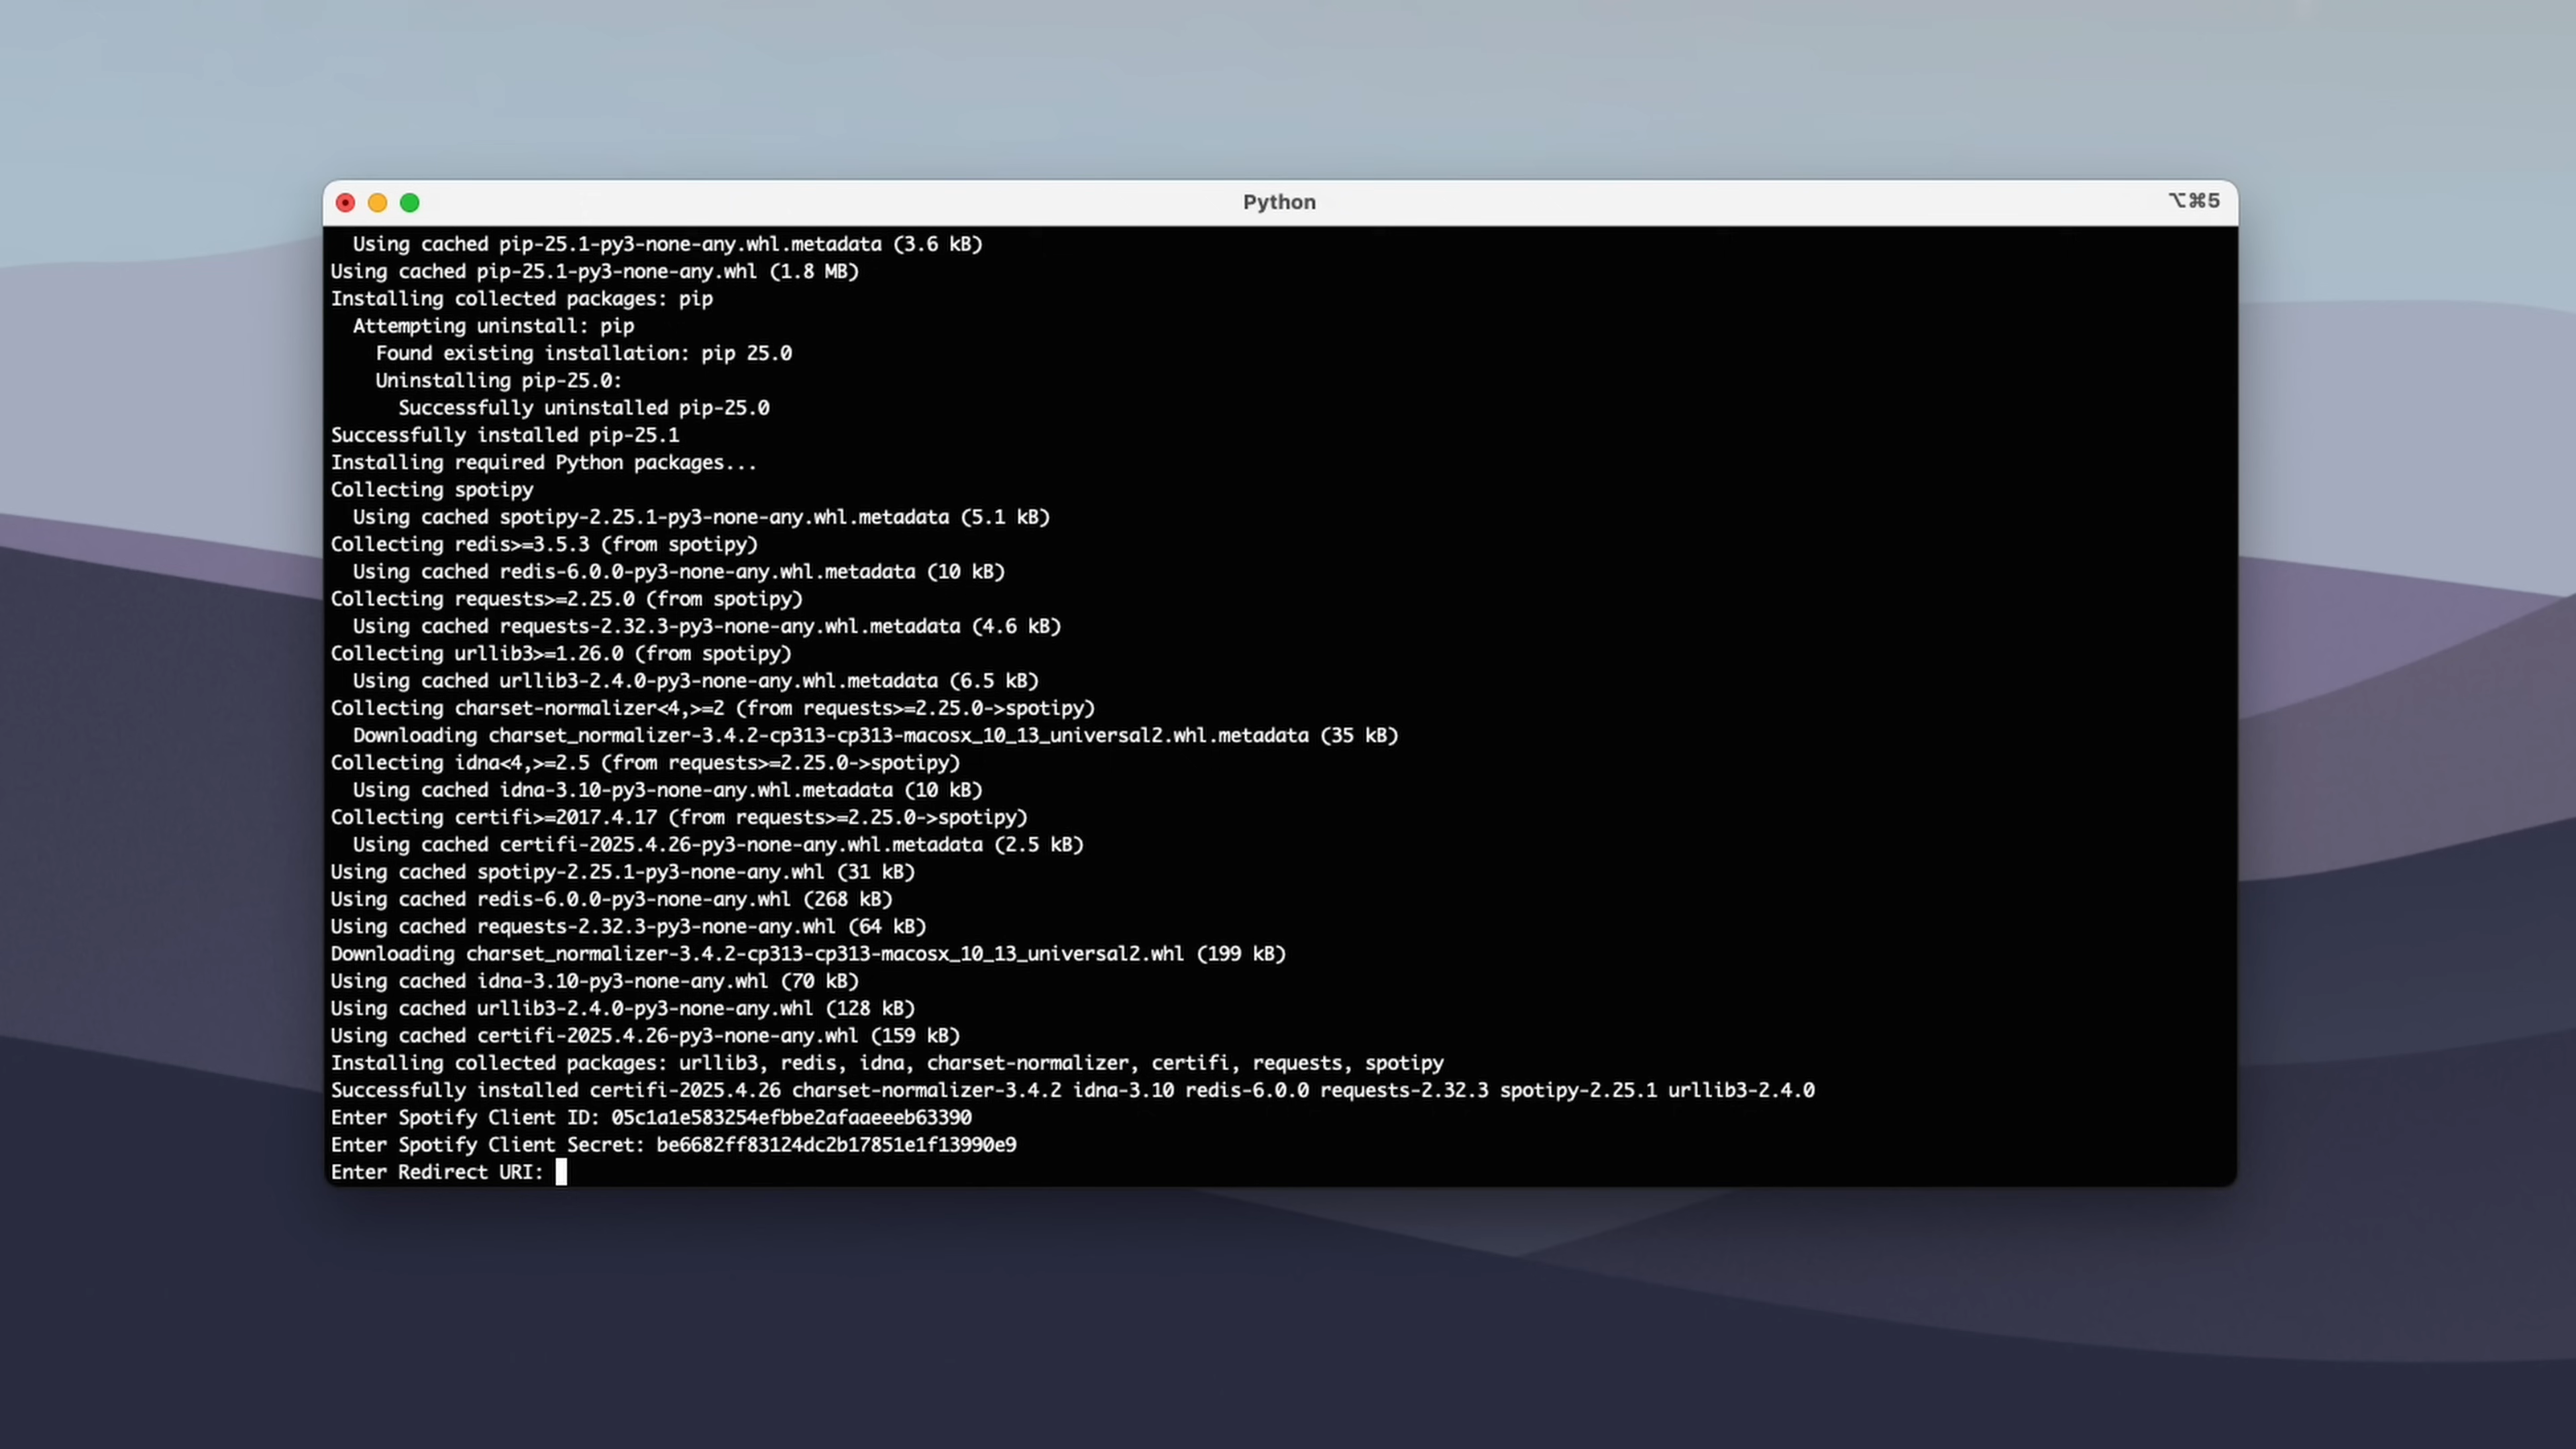 Python
⌥⌘5
Using cached pip-25.1-py3-none-any.whl.metadata (3.6 kB)
Using cached pip-25.1-py3-none-any.whl (1.8 MB)
Installing collected packages: pip
Attempting uninstall: pip
Found existing installation: pip 25.0
Uninstalling pip-25.0:
Successfully uninstalled pip-25.0
Successfully installed pip-25.1
Installing required Python packages...
Collecting spotipy
Using cached spotipy-2.25.1-py3-none-any.whl.metadata (5.1 kB)
Collecting redis>=3.5.3 (from spotipy)
Using cached redis-6.0.0-py3-none-any.whl.metadata (10 kB)
Collecting requests>=2.25.0 (from spotipy)
Using cached requests-2.32.3-py3-none-any.whl.metadata (4.6 kB)
Collecting urllib3>=1.26.0 (from spotipy)
Using cached urllib3-2.4.0-py3-none-any.whl.metadata (6.5 kB)
Collecting charset-normalizer<4,>=2 (from requests>=2.25.0->spotipy)
Downloading charset_normalizer-3.4.2-cp313-cp313-macosx_10_13_universal2.whl.metadata (35 kB)
Collecting idna<4,>=2.5 (from requests>=2.25.0->spotipy)
Using cached idna-3.10-py3-none-any.whl.metadata (10 kB)
Collecting certifi>=2017.4.17 (from requests>=2.25.0->spotipy)
Using cached certifi-2025.4.26-py3-none-any.whl.metadata (2.5 kB)
Using cached spotipy-2.25.1-py3-none-any.whl (31 kB)
Using cached redis-6.0.0-py3-none-any.whl (268 kB)
Using cached requests-2.32.3-py3-none-any.whl (64 kB)
Downloading charset_normalizer-3.4.2-cp313-cp313-macosx_10_13_universal2.whl (199 kB)
Using cached idna-3.10-py3-none-any.whl (70 kB)
Using cached urllib3-2.4.0-py3-none-any.whl (128 kB)
Using cached certifi-2025.4.26-py3-none-any.whl (159 kB)
Installing collected packages: urllib3, redis, idna, charset-normalizer, certifi, requests, spotipy
Successfully installed certifi-2025.4.26 charset-normalizer-3.4.2 idna-3.10 redis-6.0.0 requests-2.32.3 spotipy-2.25.1 urllib3-2.4.0
Enter Spotify Client ID: 05c1a1e583254efbbe2afaaeeeb63390
Enter Spotify Client Secret: be6682ff83124dc2b17851e1f13990e9
Enter Redirect URI: